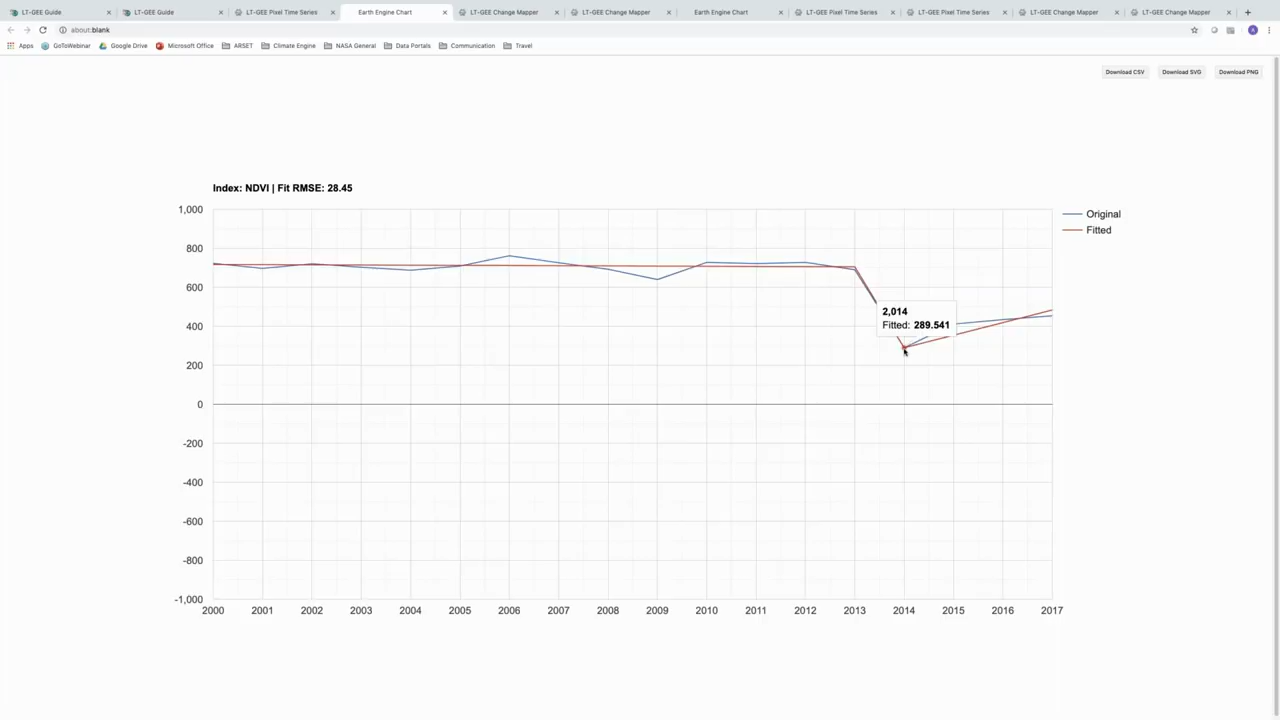 LT-GEE Guide LT-GEE Guide LT-GEE Pixel Time Series Earth Engine Chart LT-GEE Change Mapper LT-GEE Change Mapper Earth Engine Chart LT-GEE Pixel Time Series LT-GEE Pixel Time Series LT-GEE Change Mapper LT-GEE Change Mapper
about:blank
Apps GoToWebinar Google Drive Microsoft Office ARSET Climate Engine NASA General Data Portals Communication Travel
Download CSV Download SVG Download PNG
Index: NDVI | Fit RMSE: 28.45
1,000
800
600
400
200
0
-200
-400
-600
-800
-1,000
Original
Fitted
2,014
Fitted: 289.541
2000 2001 2002 2003 2004 2005 2006 2007 2008 2009 2010 2011 2012 2013 2014 2015 2016 2017